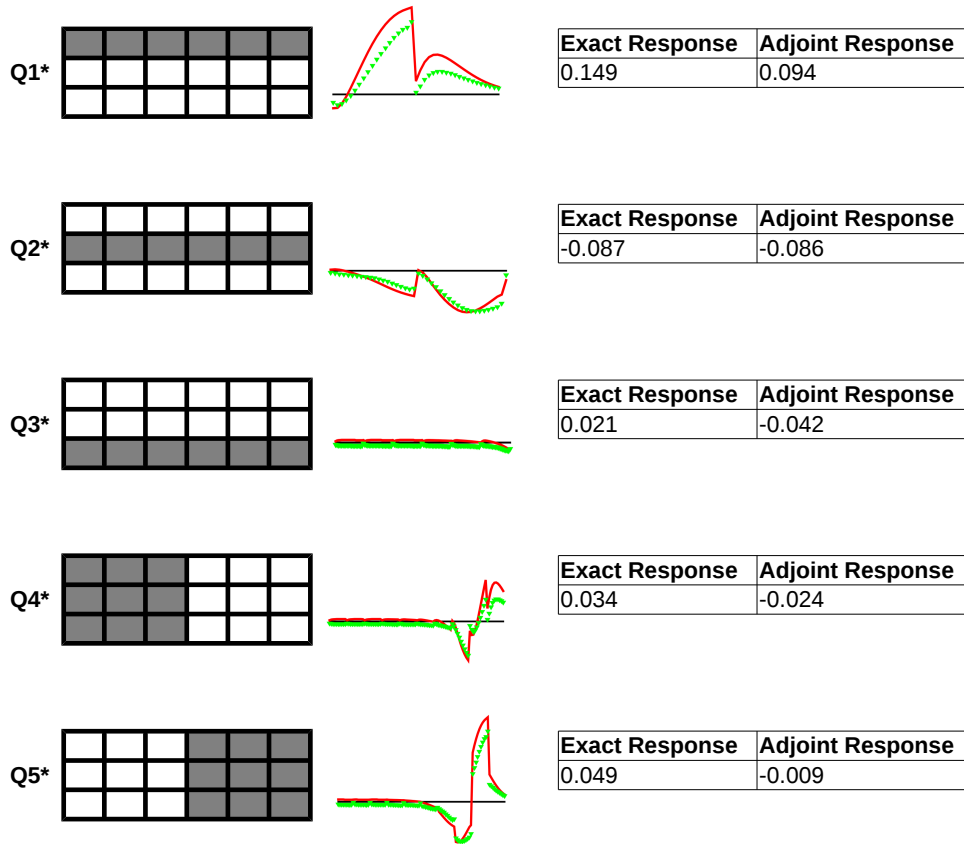 Q1*
Exact Response Adjoint Response
0.149 0.094
Q2*
Exact Response Adjoint Response
-0.087 -0.086
Q3*
Exact Response Adjoint Response
0.021 -0.042
Q4*
Exact Response Adjoint Response
0.034 -0.024
Q5*
Exact Response Adjoint Response
0.049 -0.009